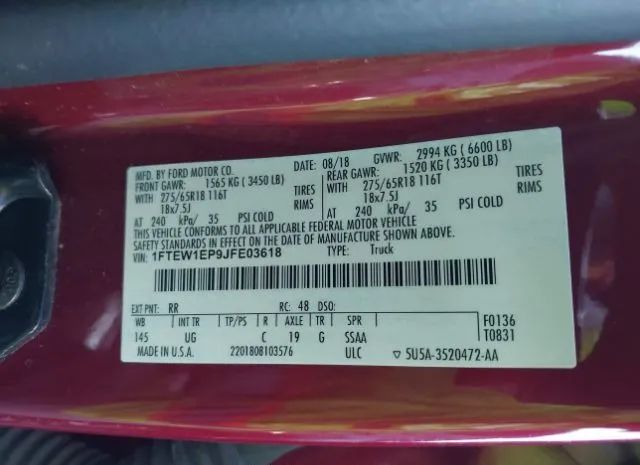 MFD. BY FORD MOTOR CO. 08/18 GVWR: 2994 KG ( 6600 LB)
FRONT GAWR: 1565 KG ( 3450 LB) REAR GAWR: 1520 KG ( 3350 LB)
WITH 275/65R18 116T TIRES WITH 275/65R18 116T TIRES
18x7.5J RIMS 18x7.5J RIMS
AT 240 kPa/ 35 PSI COLD AT 240 kPa/ 35 PSI COLD
THIS VEHICLE CONFORMS TO ALL APPLICABLE FEDERAL MOTOR VEHICLE
SAFETY STANDARDS IN EFFECT ON THE DATE OF MANUFACTURE SHOWN ABOVE.
VIN: 1FTEW1EP9JFE03618 TYPE: Truck
EXT PNT: RR RC: 48 DSO:
WB INT TR TP/PS R AXLE TR SPR F0136
145 UG C 19 G SSAA T0831
MADE IN U.S.A. 2201808103576 ULC ▽ 5U5A-3520472-AA